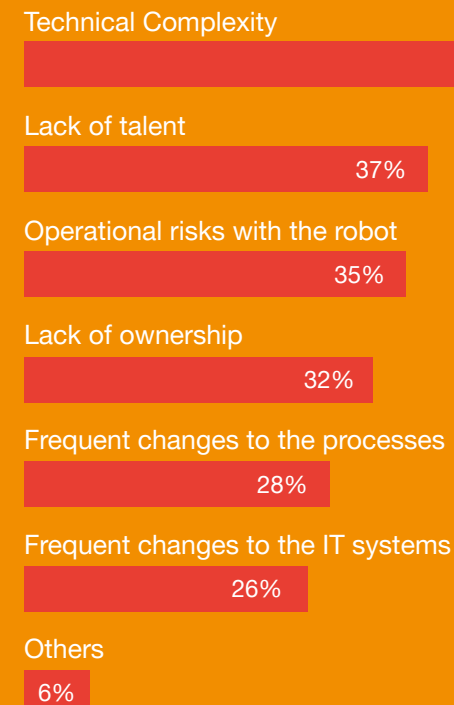 Technical Complexity
Lack of talent
37%
Operational risks with the robot
35%
Lack of ownership
32%
Frequent changes to the processes
28%
Frequent changes to the IT systems
26%
Others
6%